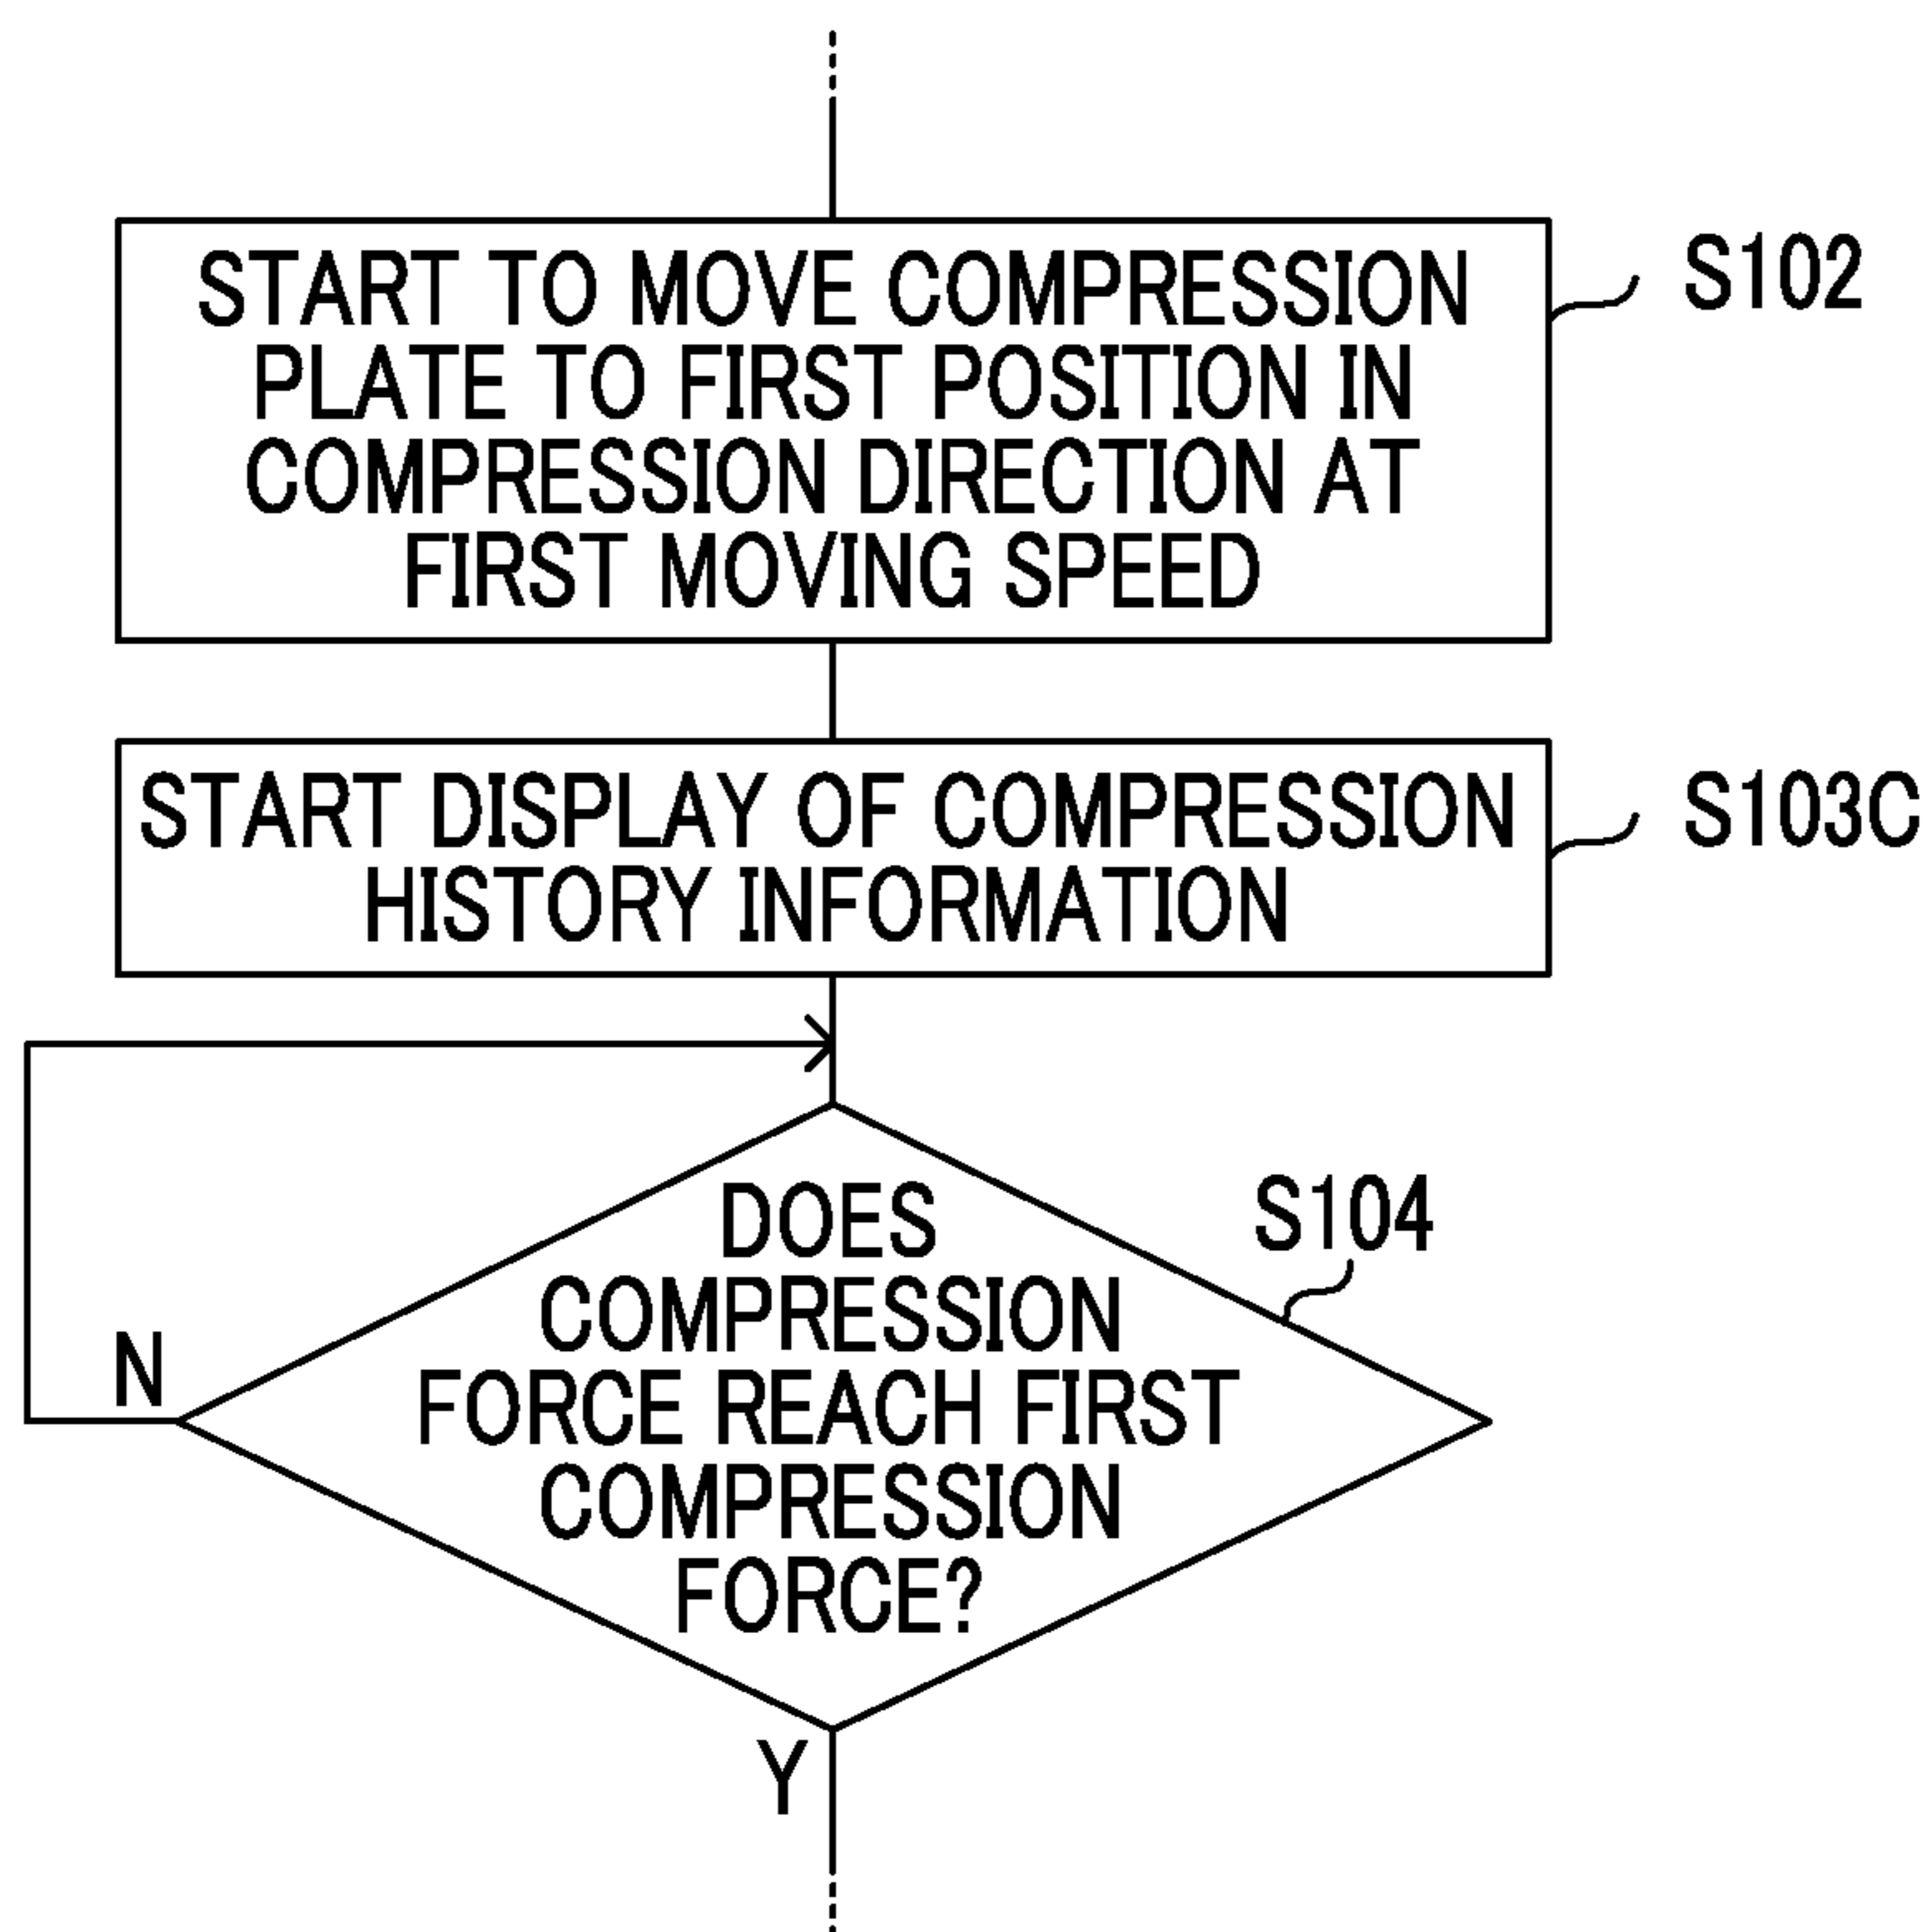 START TO MOVE COMPRESSION
PLATE TO FIRST POSITION IN
COMPRESSION DIRECTION AT
FIRST MOVING SPEED
S102
START DISPLAY OF COMPRESSION
HISTORY INFORMATION
S103C
DOES
COMPRESSION
FORCE REACH FIRST
COMPRESSION
FORCE?
S104
N
Y